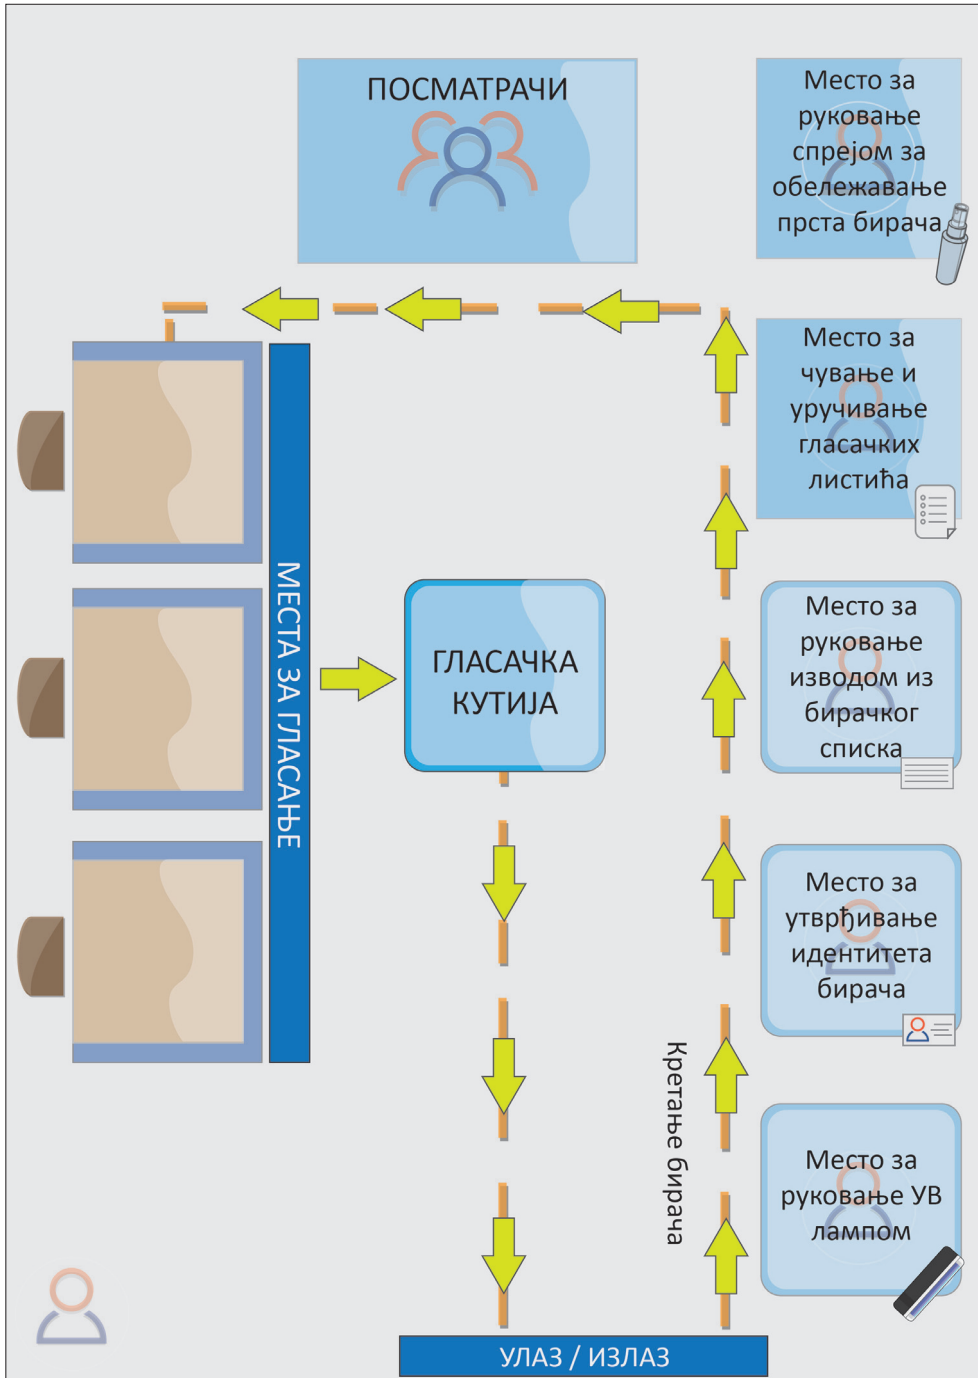 ПОСМАТРАЧИ
Место за
руковање
спрејом за
обележавање
прста бирача
Место за
чување и
уручивање
гласачких
листића
МЕСТА ЗА ГЛАСАЊЕ
ГЛАСАЧКА
КУТИЈА
Место за
руковање
изводом из
бирачког
списка
Место за
утврђивање
идентитета
бирача
Кретање бирача
Место за
руковање УВ
лампом
УЛАЗ / ИЗЛАЗ